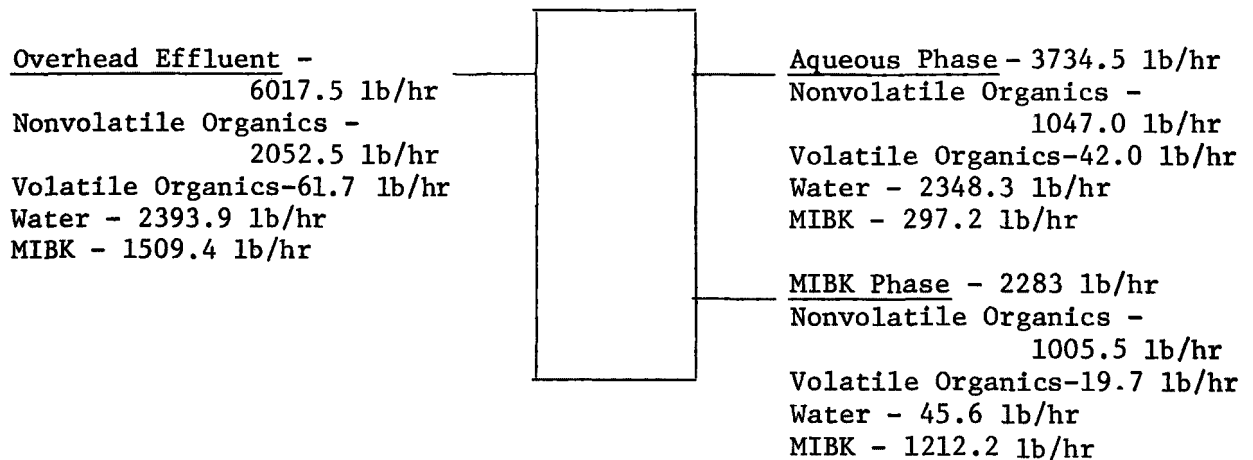 Overhead Effluent -
6017.5 lb/hr
Nonvolatile Organics -
2052.5 lb/hr
Volatile Organics-61.7 lb/hr
Water - 2393.9 lb/hr
MIBK - 1509.4 lb/hr
Aqueous Phase - 3734.5 lb/hr
Nonvolatile Organics -
1047.0 lb/hr
Volatile Organics-42.0 lb/hr
Water - 2348.3 lb/hr
MIBK - 297.2 lb/hr
MIBK Phase - 2283 lb/hr
Nonvolatile Organics -
1005.5 lb/hr
Volatile Organics-19.7 lb/hr
Water - 45.6 lb/hr
MIBK - 1212.2 lb/hr